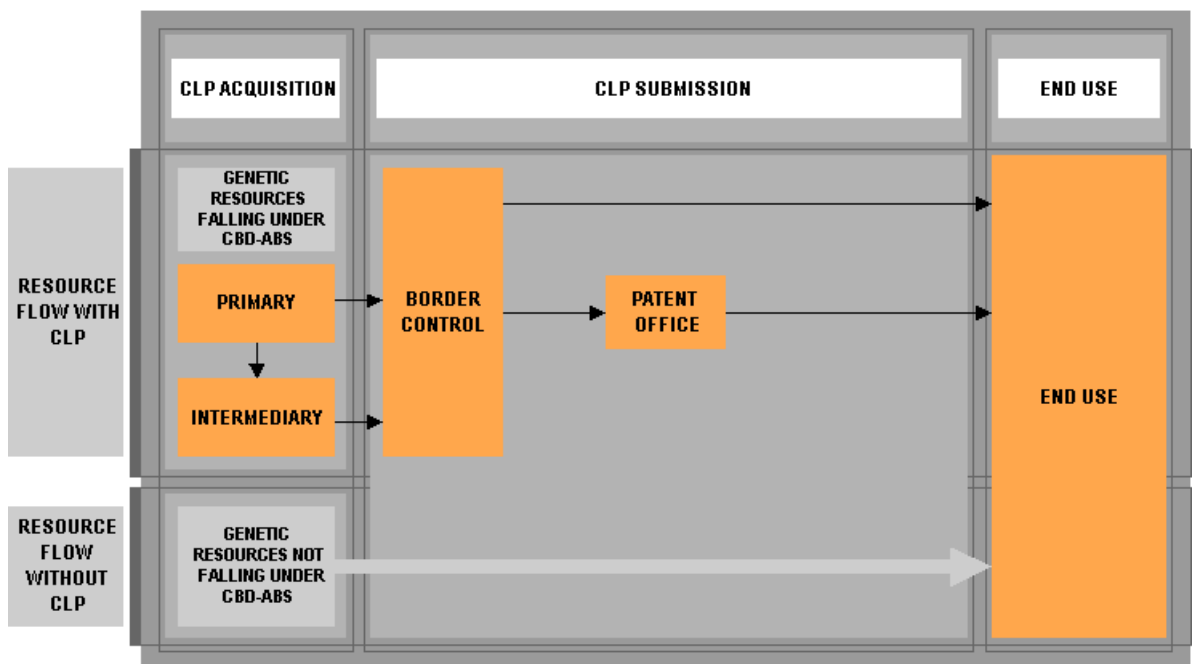 CLP ACQUISITION
CLP SUBMISSION
END USE
RESOURCE
FLOW WITH
CLP
GENETIC
RESOURCES
FALLING UNDER
CBD-ABS
PRIMARY
INTERMEDIARY
BORDER
CONTROL
PATENT
OFFICE
END USE
RESOURCE
FLOW
WITHOUT
CLP
GENETIC
RESOURCES NOT
FALLING UNDER
CBD-ABS